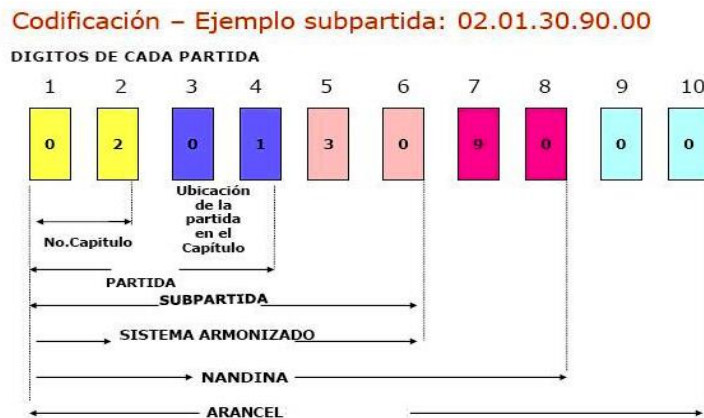 Codificación – Ejemplo subpartida: 02.01.30.90.00
DIGITOS DE CADA PARTIDA
1 2 3 4 5 6 7 8 9 10
0 2 0 1 3 0 9 0 0 0
Ubicación
de la
partida
en el
Capítulo
No.Capitulo
PARTIDA
SUBPARTIDA
SISTEMA ARMONIZADO
NANDINA
ARANCEL